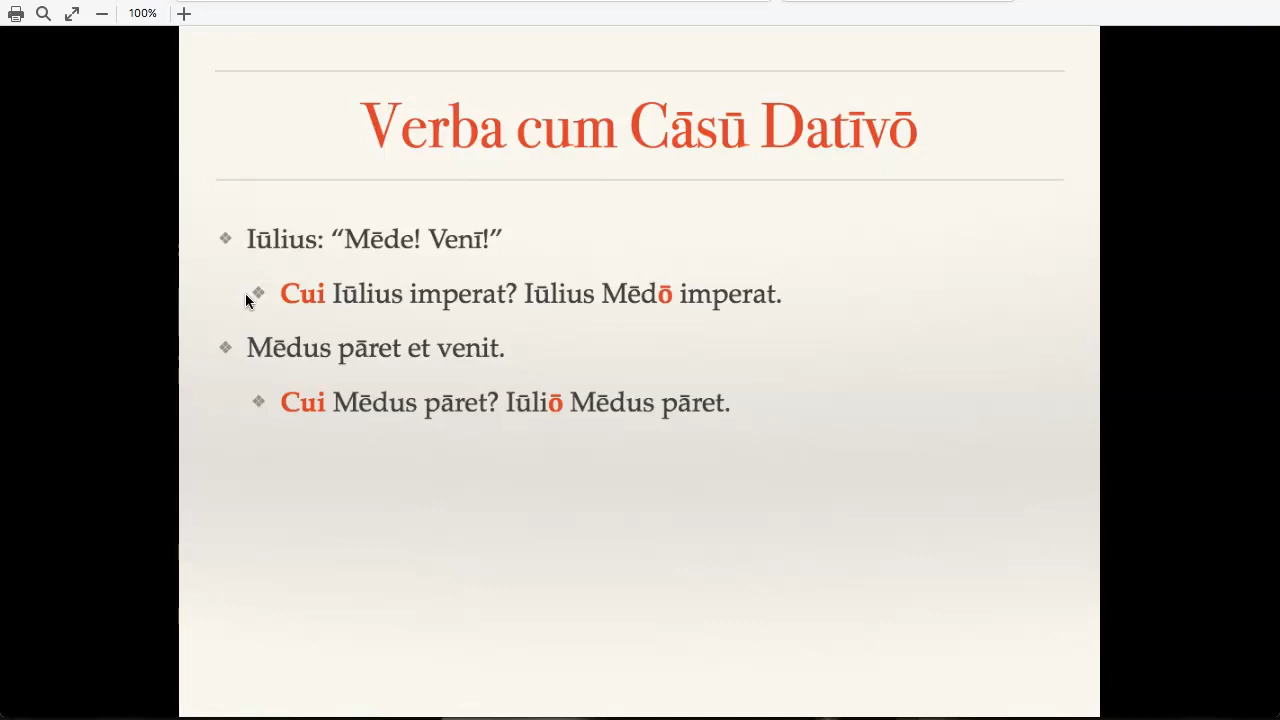 100%
Verba cum Cāsū Datīvō
Iūlius: “Mēde! Venī!”
Cui Iūlius imperat? Iūlius Mēdō imperat.
Mēdus pāret et venit.
Cui Mēdus pāret? Iūliō Mēdus pāret.